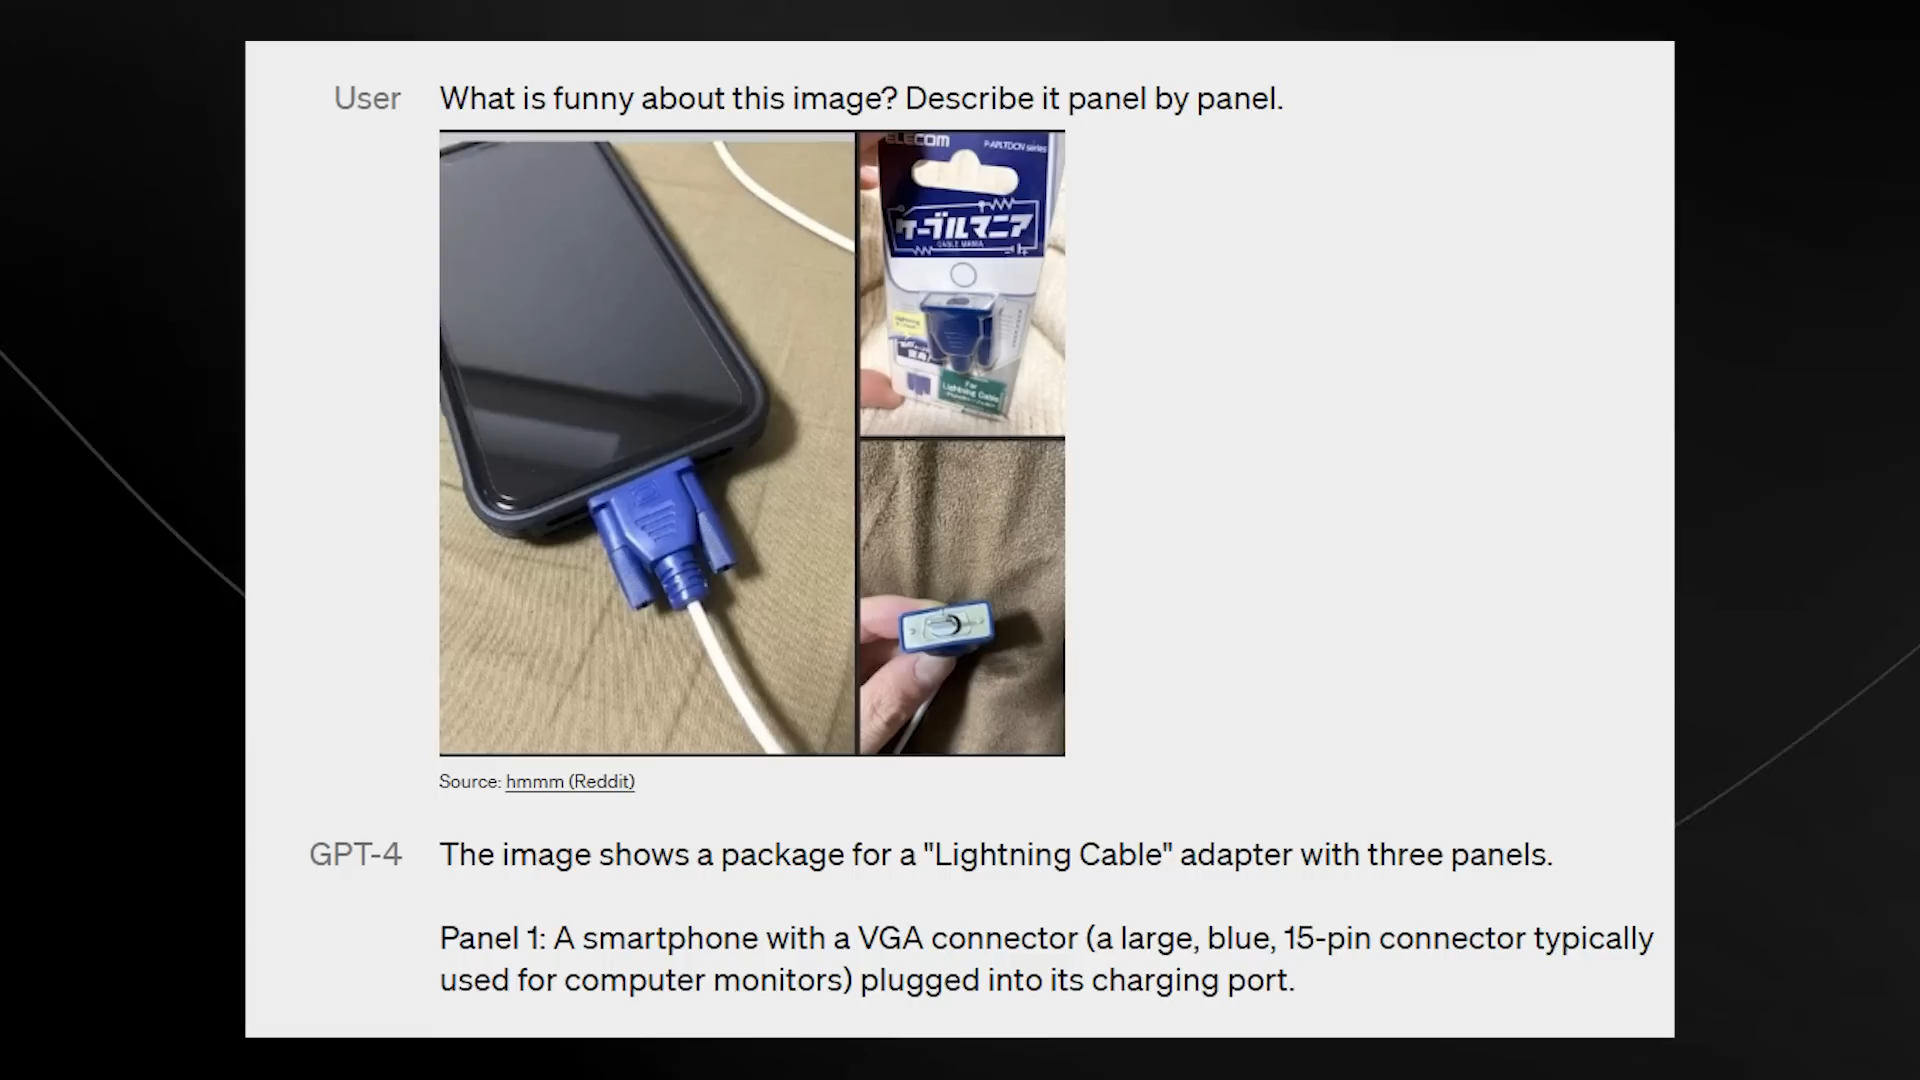 User
What is funny about this image? Describe it panel by panel.
ELECOM
P-APLTDCN series
ケーブルマニア
CABLE MANIA
For
Lightning Cable
Source: hmmm (Reddit)
GPT-4
The image shows a package for a "Lightning Cable" adapter with three panels.
Panel 1: A smartphone with a VGA connector (a large, blue, 15-pin connector typically
used for computer monitors) plugged into its charging port.